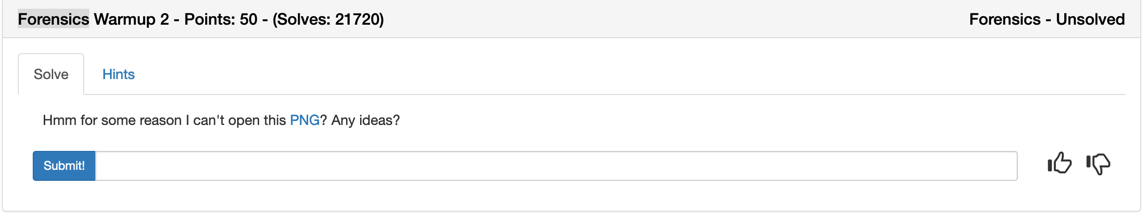 Forensics Warmup 2 - Points: 50 - (Solves: 21720) Forensics - Unsolved
Solve Hints
Hmm for some reason I can't open this PNG? Any ideas?
Submit!